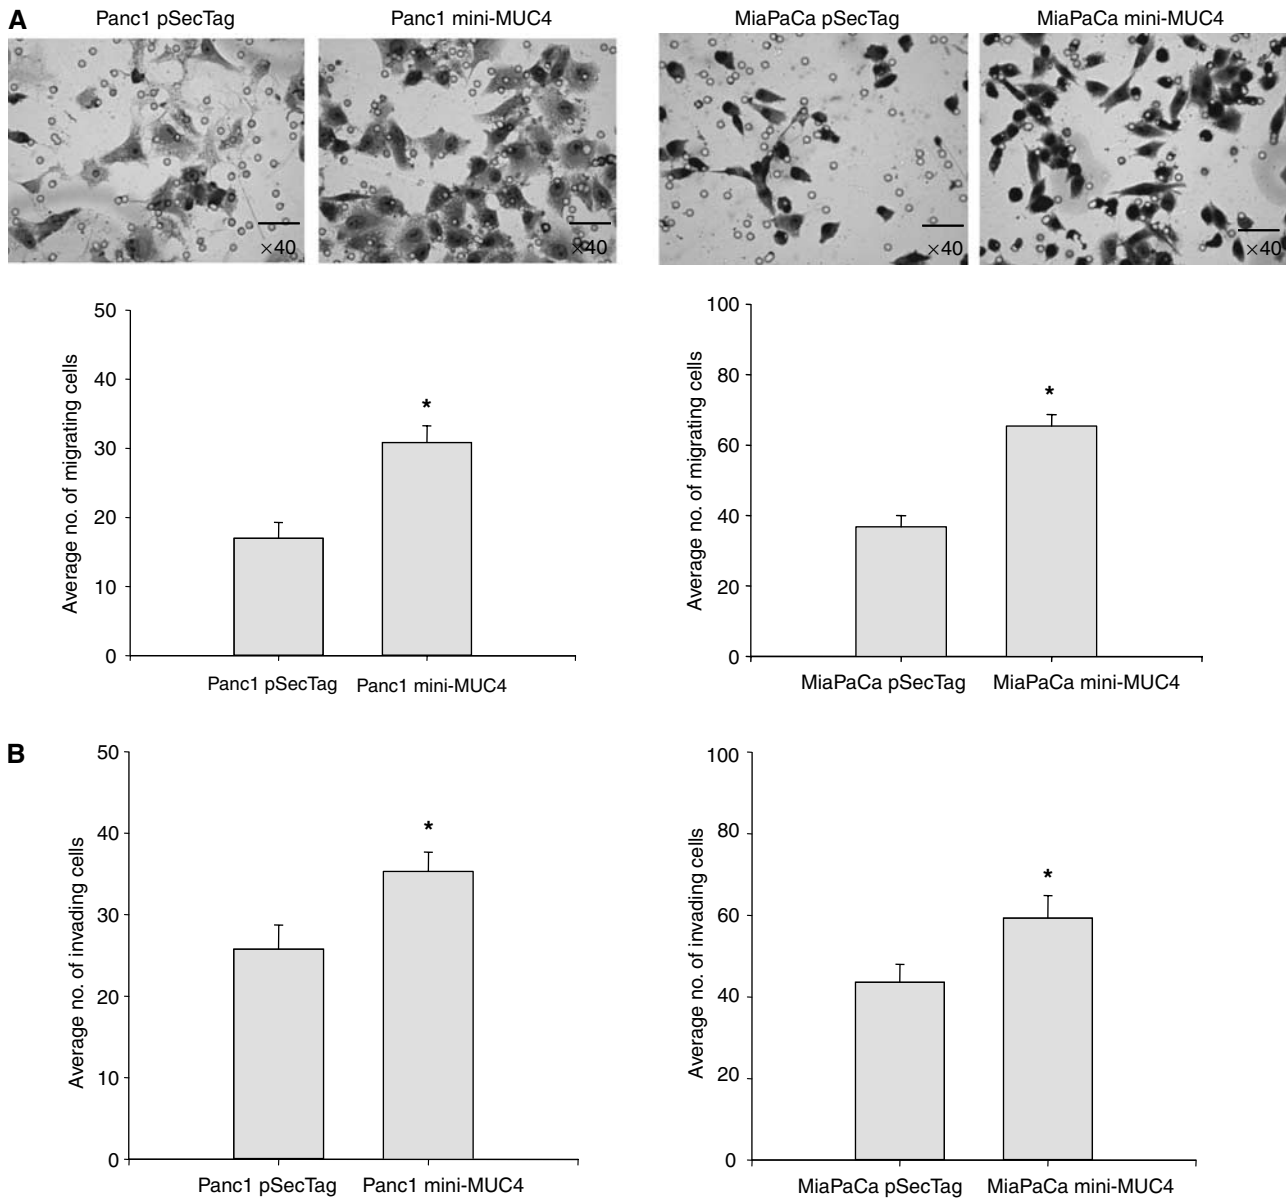 A
Panc1 pSecTag
Panc1 mini-MUC4
MiaPaCa pSecTag
MiaPaCa mini-MUC4
×40
×40
×40
×40
Average no. of migrating cells
50
40
30
20
10
0
*
Panc1 pSecTag
Panc1 mini-MUC4
Average no. of migrating cells
100
80
60
40
20
0
*
MiaPaCa pSecTag
MiaPaCa mini-MUC4
B
Average no. of invading cells
50
40
30
20
10
0
*
Panc1 pSecTag
Panc1 mini-MUC4
Average no. of invading cells
100
80
60
40
20
0
*
MiaPaCa pSecTag
MiaPaCa mini-MUC4